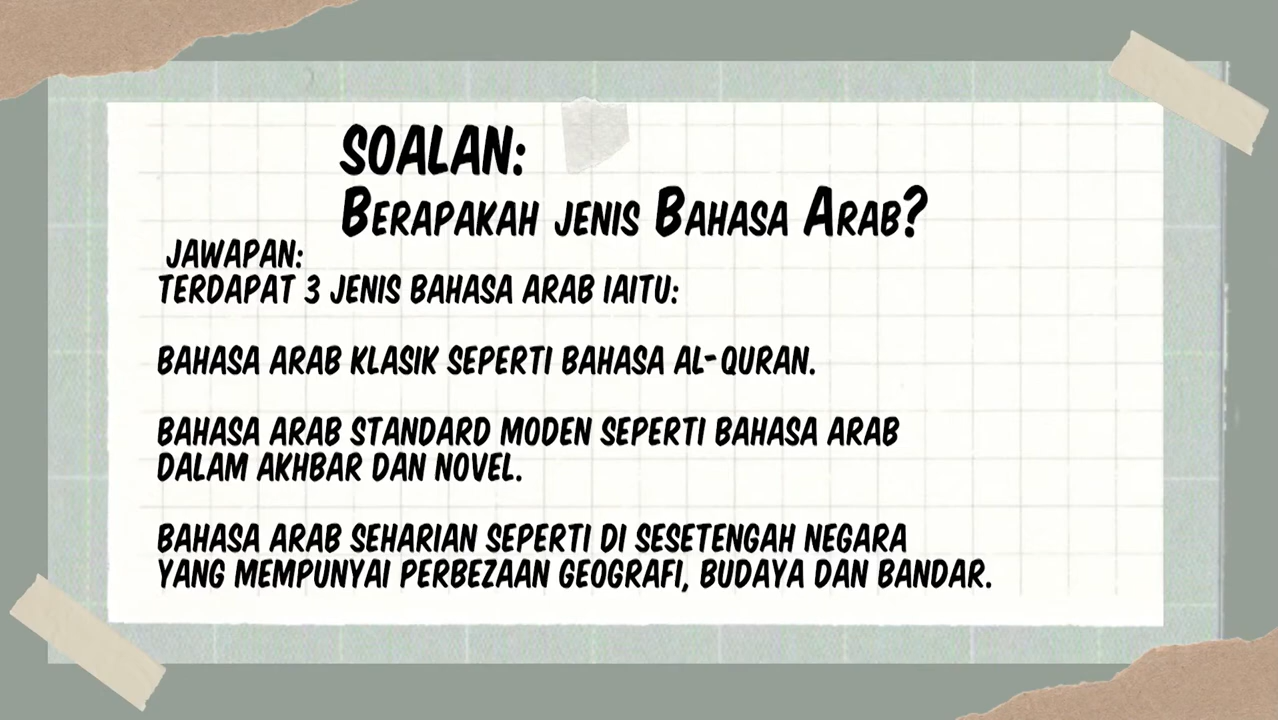 SOALAN:
BERAPAKAH JENIS BAHASA ARAB?
JAWAPAN:
TERDAPAT 3 JENIS BAHASA ARAB IAITU:
BAHASA ARAB KLASIK SEPERTI BAHASA AL-QURAN.
BAHASA ARAB STANDARD MODEN SEPERTI BAHASA ARAB
DALAM AKHBAR DAN NOVEL.
BAHASA ARAB SEHARIAN SEPERTI DI SESETENGAH NEGARA
YANG MEMPUNYAI PERBEZAAN GEOGRAFI, BUDAYA DAN BANDAR.